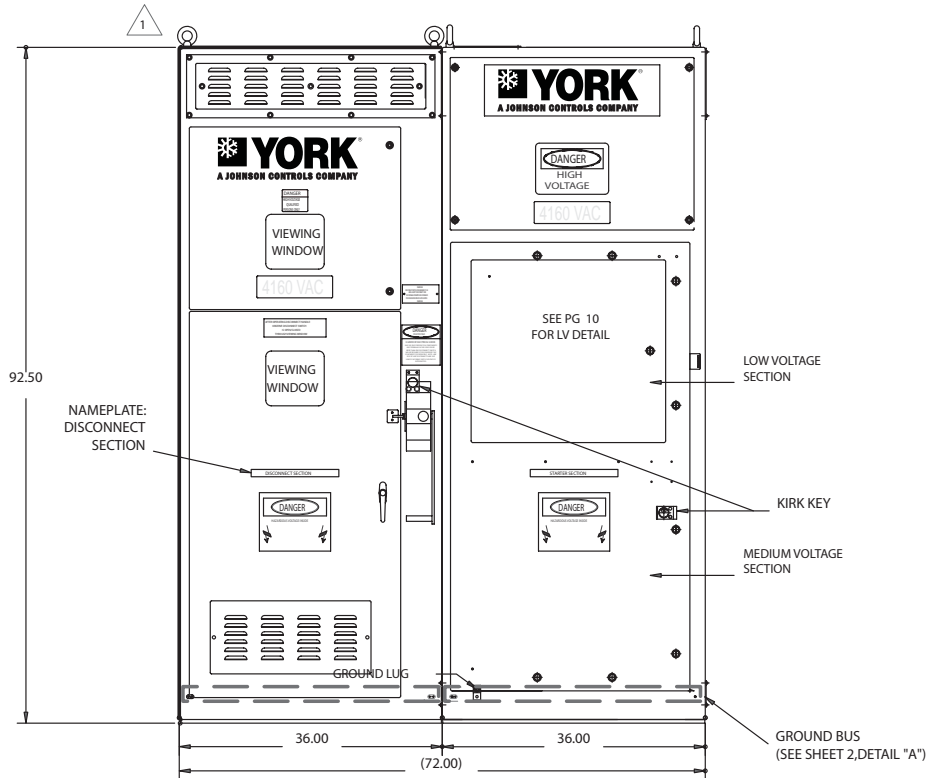 1
YORK
A JOHNSON CONTROLS COMPANY
YORK
A JOHNSON CONTROLS COMPANY
DANGER
DANGER
HIGH
VOLTAGE
4160 VAC
VIEWING
WINDOW
4160 VAC
SEE PG 10
FOR LV DETAIL
DANGER
VIEWING
WINDOW
92.50
LOW VOLTAGE
SECTION
NAMEPLATE:
DISCONNECT
SECTION
DISCONNECT SECTION
STARTER SECTION
KIRK KEY
DANGER
DANGER
MEDIUM VOLTAGE
SECTION
GROUND LUG
36.00
36.00
(72.00)
GROUND BUS
(SEE SHEET 2,DETAIL "A")